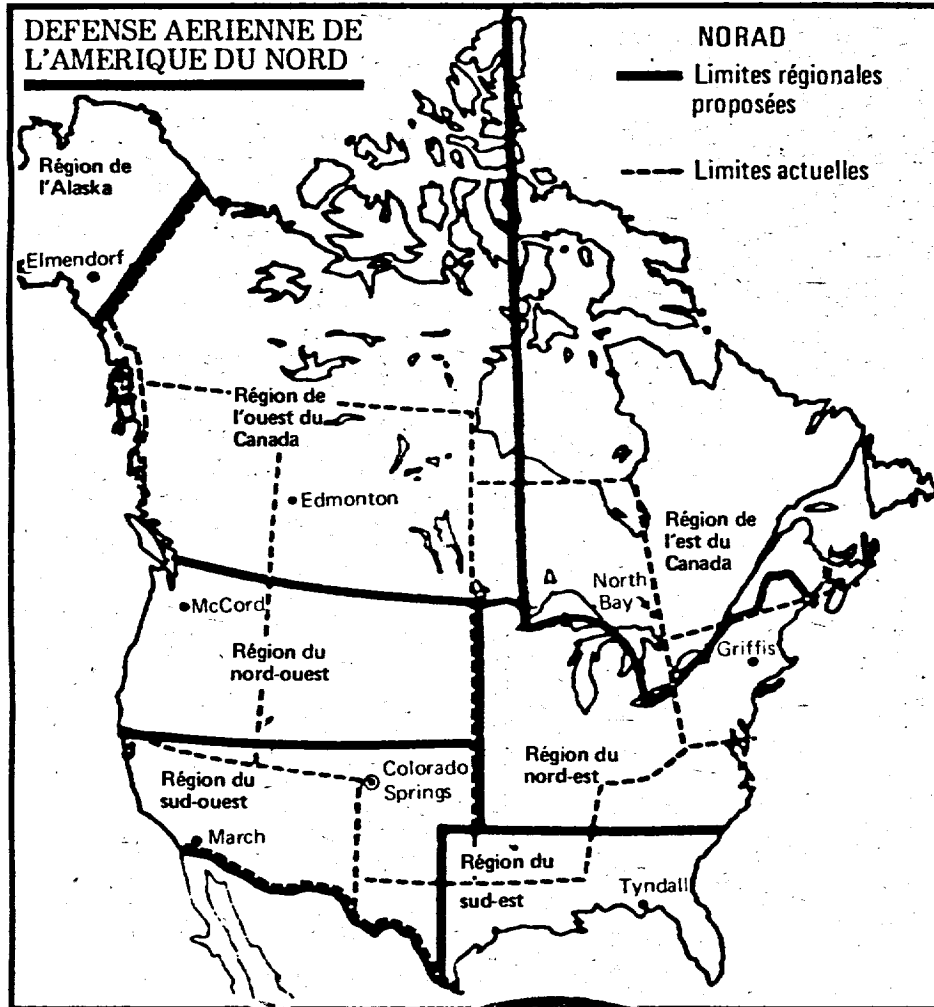 DEFENSE AERIENNE DE
L'AMERIQUE DU NORD
NORAD
Limites régionales
proposées
Limites actuelles
Région de
l'Alaska
Elmendorf
Région de
l'ouest du
Canada
Edmonton
Région de
l'est du
Canada
North
Bay
McCord
Griffis
Région du
nord-ouest
Région du
nord-est
Colorado
Springs
Région du
sud-ouest
March
Région du
sud-est
Tyndall